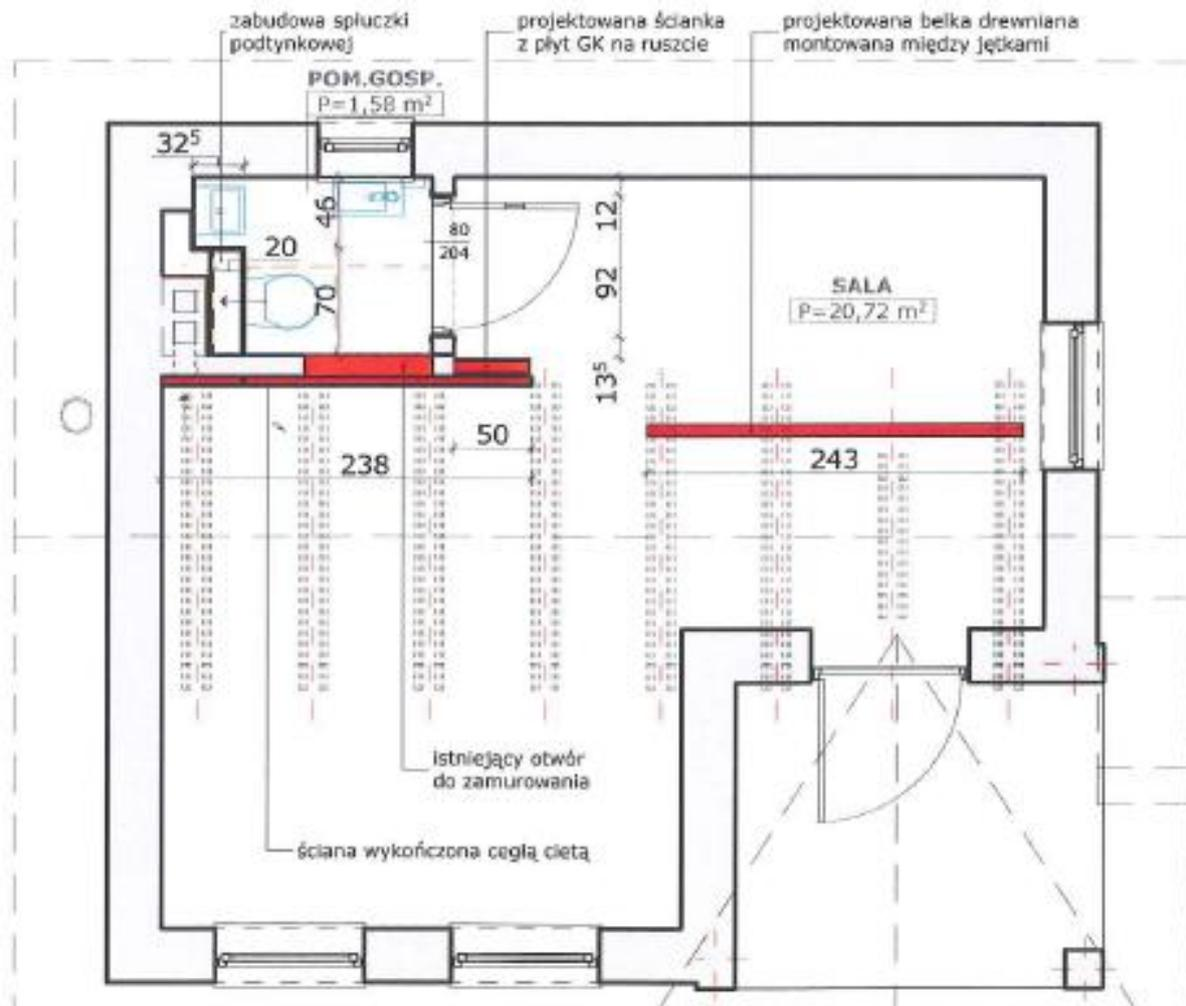 zabudowa spłuczki
podtynkowej
projektowana ścianka
z płyt GK na ruszcie
projektowana belka drewniana
montowana między jętkami
POM.GOSP.
P=1,58 m²
32⁵
46
20
70
80
204
12
92
13⁵
SALA
P=20,72 m²
50
238
243
istniejący otwór
do zamurowania
ściana wykończona cegłą ciętą